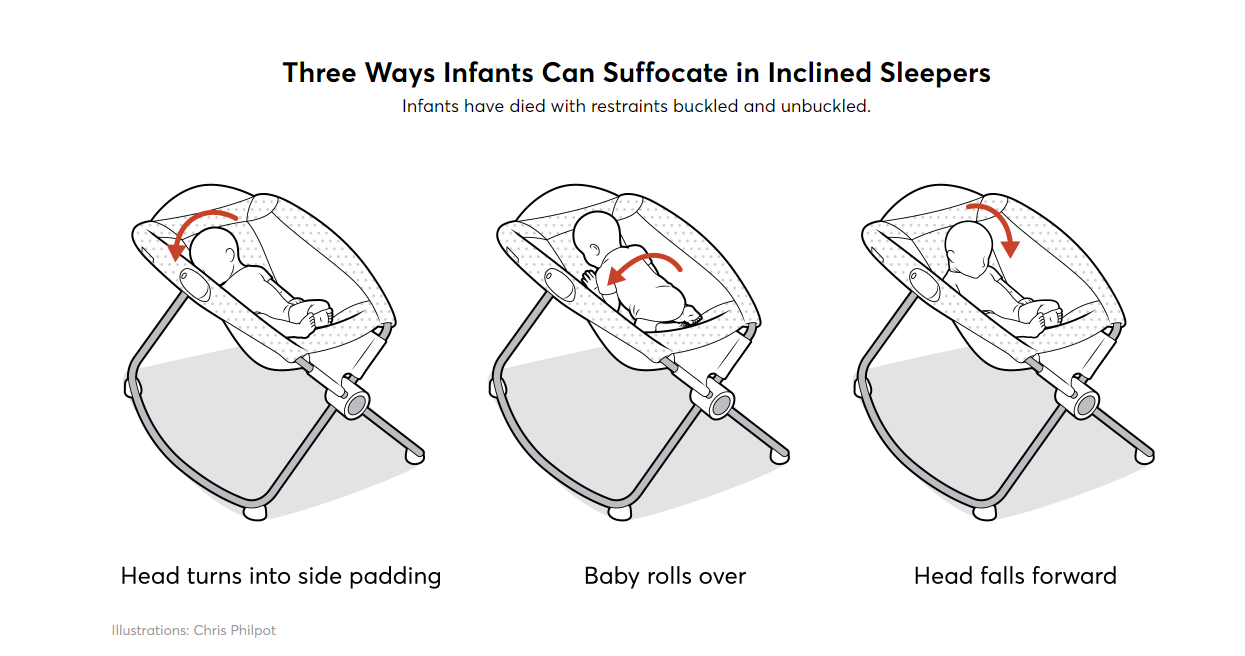 Three Ways Infants Can Suffocate in Inclined Sleepers
Infants have died with restraints buckled and unbuckled.
Head turns into side padding
Baby rolls over
Head falls forward
Illustrations: Chris Philpot